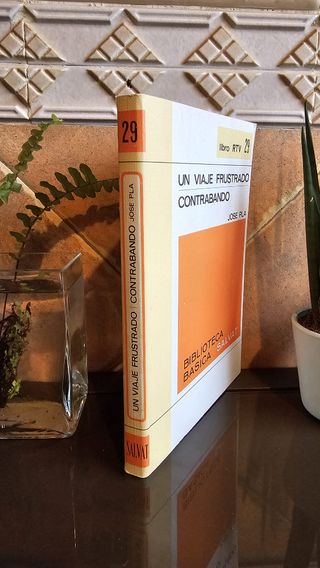 29
UN VIAJE FRUSTRADO CONTRABANDO JOSE PLA
SALVAT
libro RTV 29
UN VIAJE FRUSTRADO
CONTRABANDO
JOSE PLA
BIBLIOTECA
BASICA SALVAT